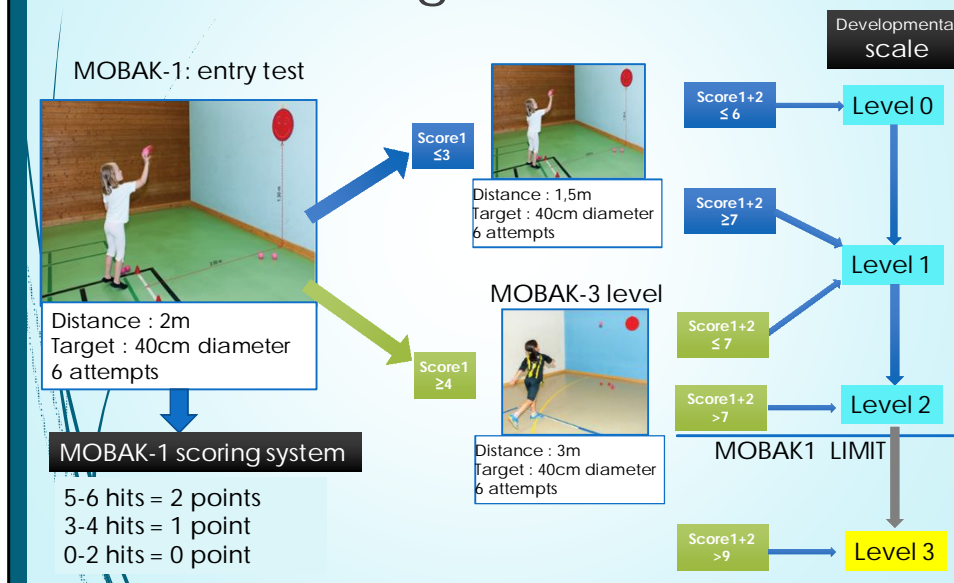 Developmenta
scale
MOBAK-1: entry test
Score1
≤3
Distance : 1,5m
Target : 40cm diameter
6 attempts
Score1+2
≤ 6
Level 0
Score1+2
≥7
Level 1
Distance : 2m
Target : 40cm diameter
6 attempts
Score1
≥4
MOBAK-3 level
Distance : 3m
Target : 40cm diameter
6 attempts
Score1+2
≤ 7
Score1+2
>7
Level 2
MOBAK1 LIMIT
Score1+2
>9
Level 3
MOBAK-1 scoring system
5-6 hits = 2 points
3-4 hits = 1 point
0-2 hits = 0 point